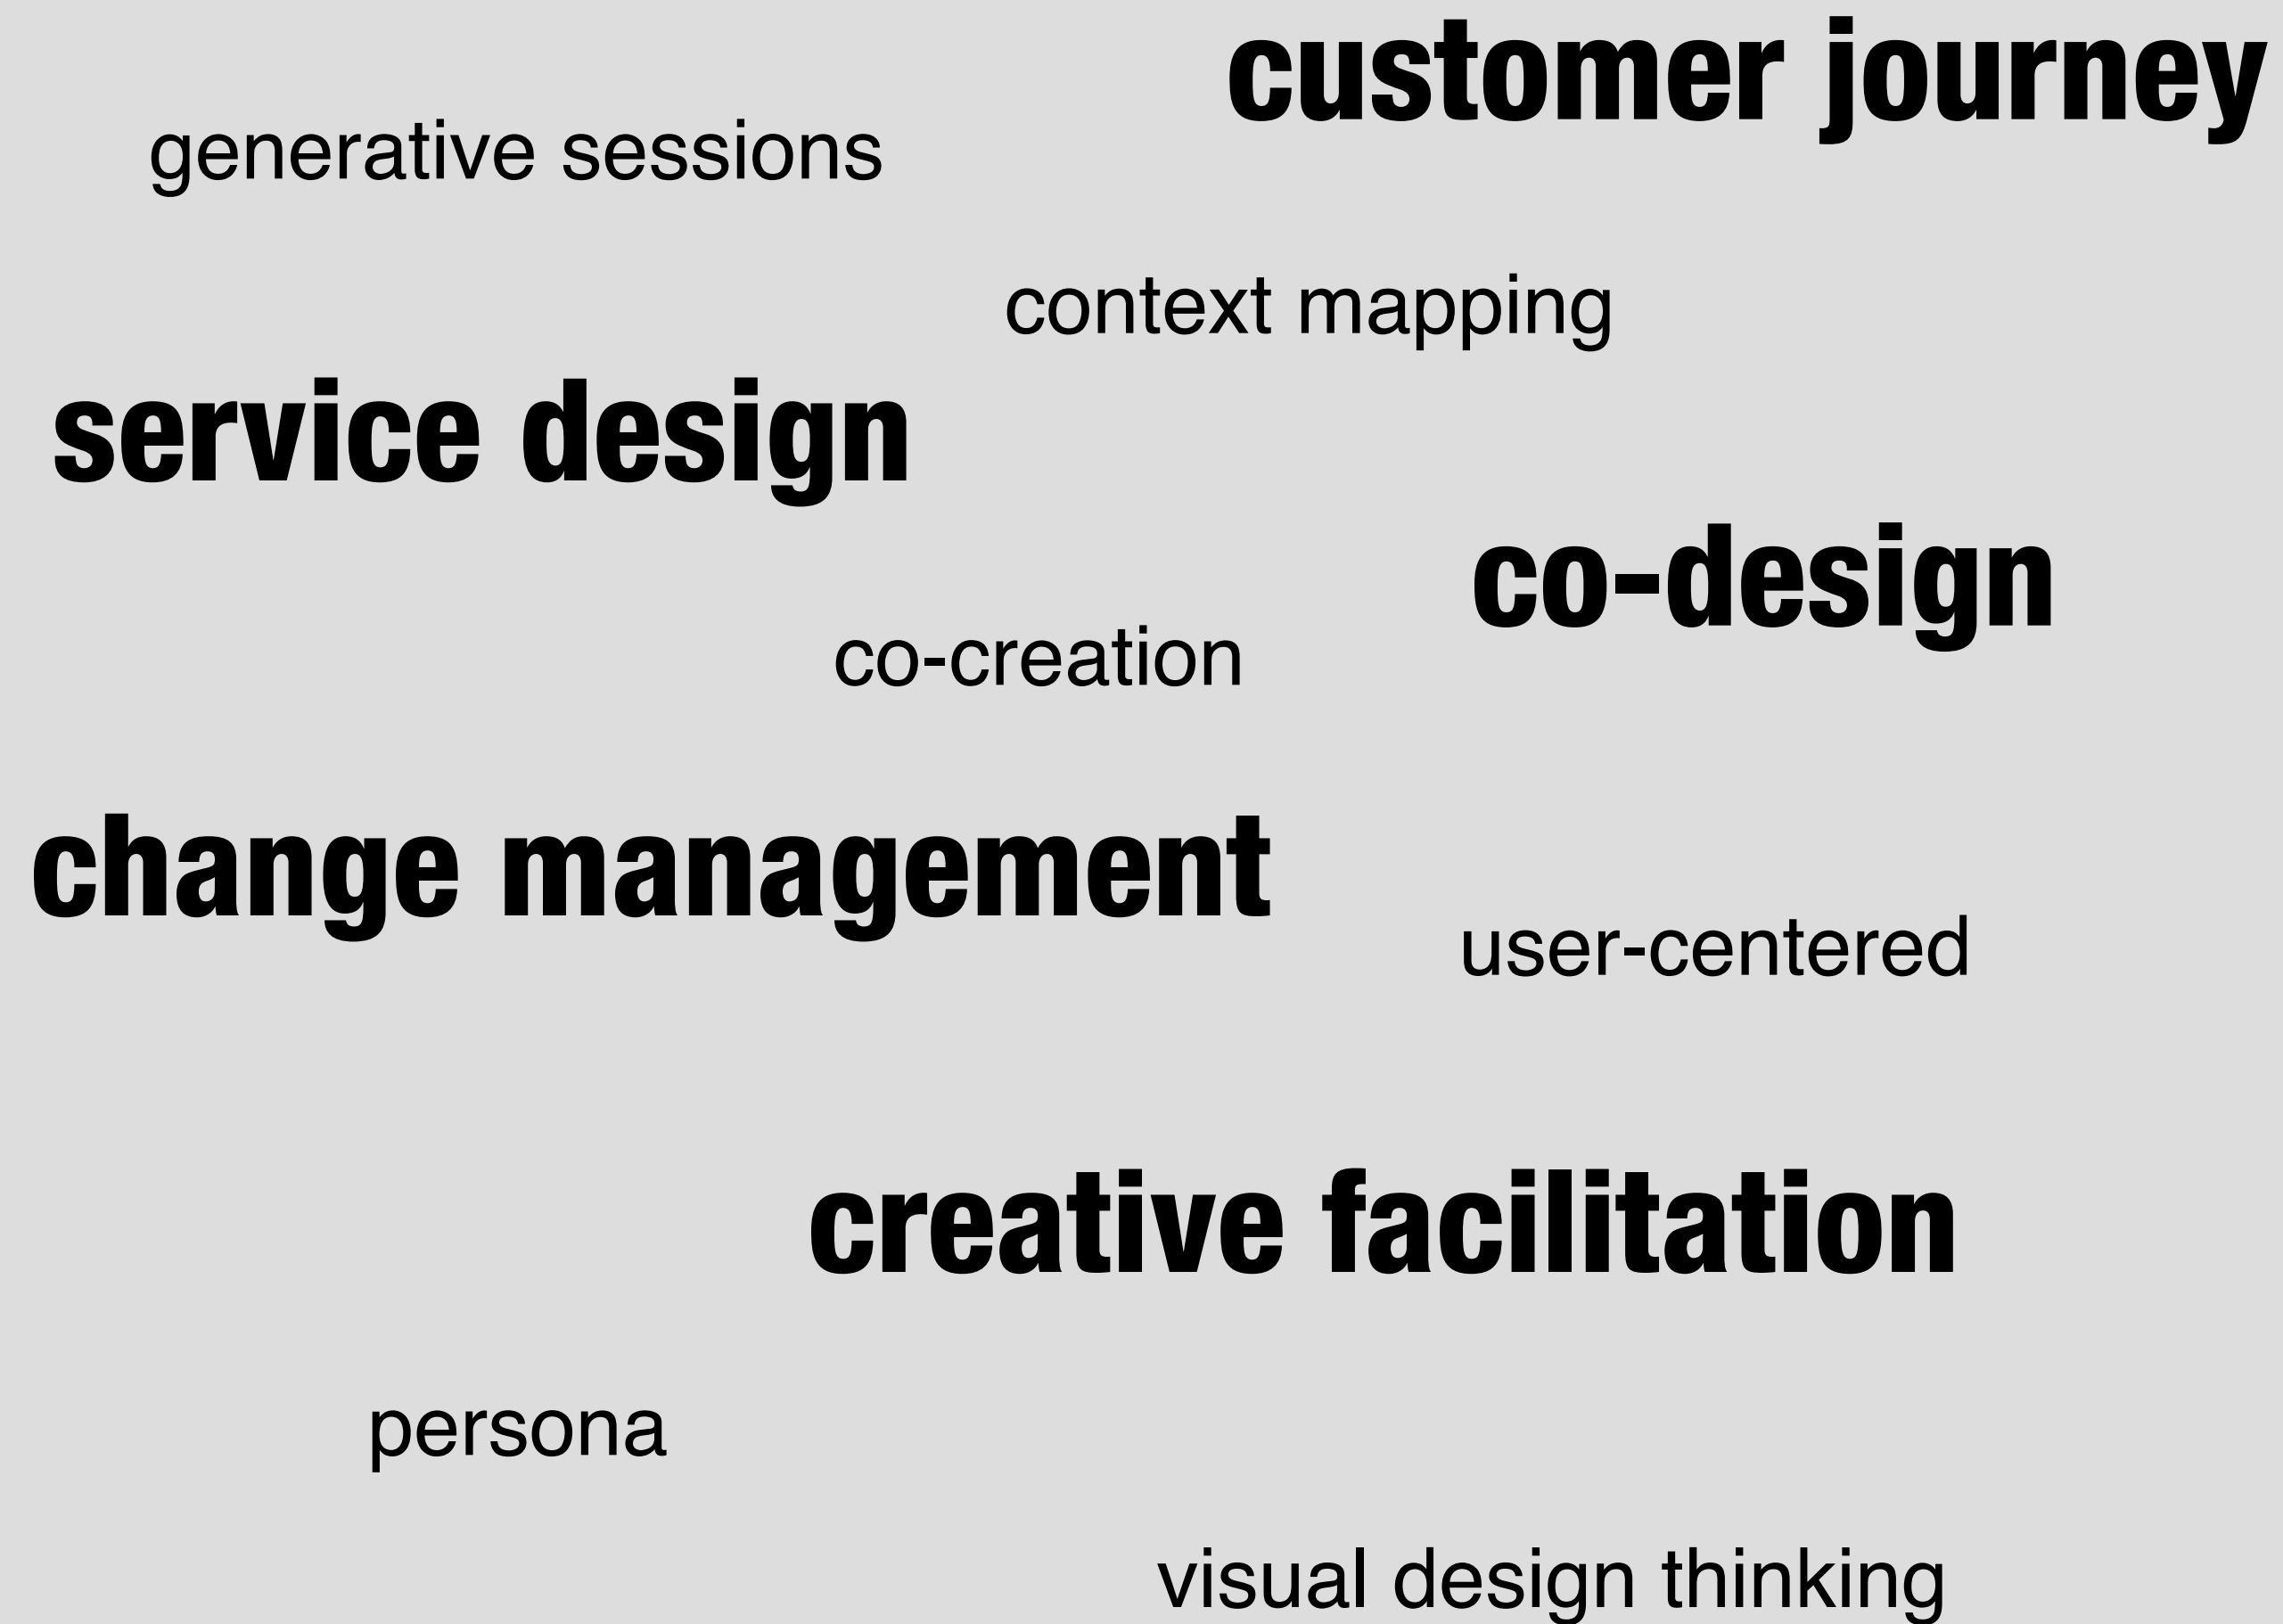 customer journey
generative sessions
context mapping
service design
co-design
co-creation
change management
user-centered
creative facilitation
persona
visual design thinking